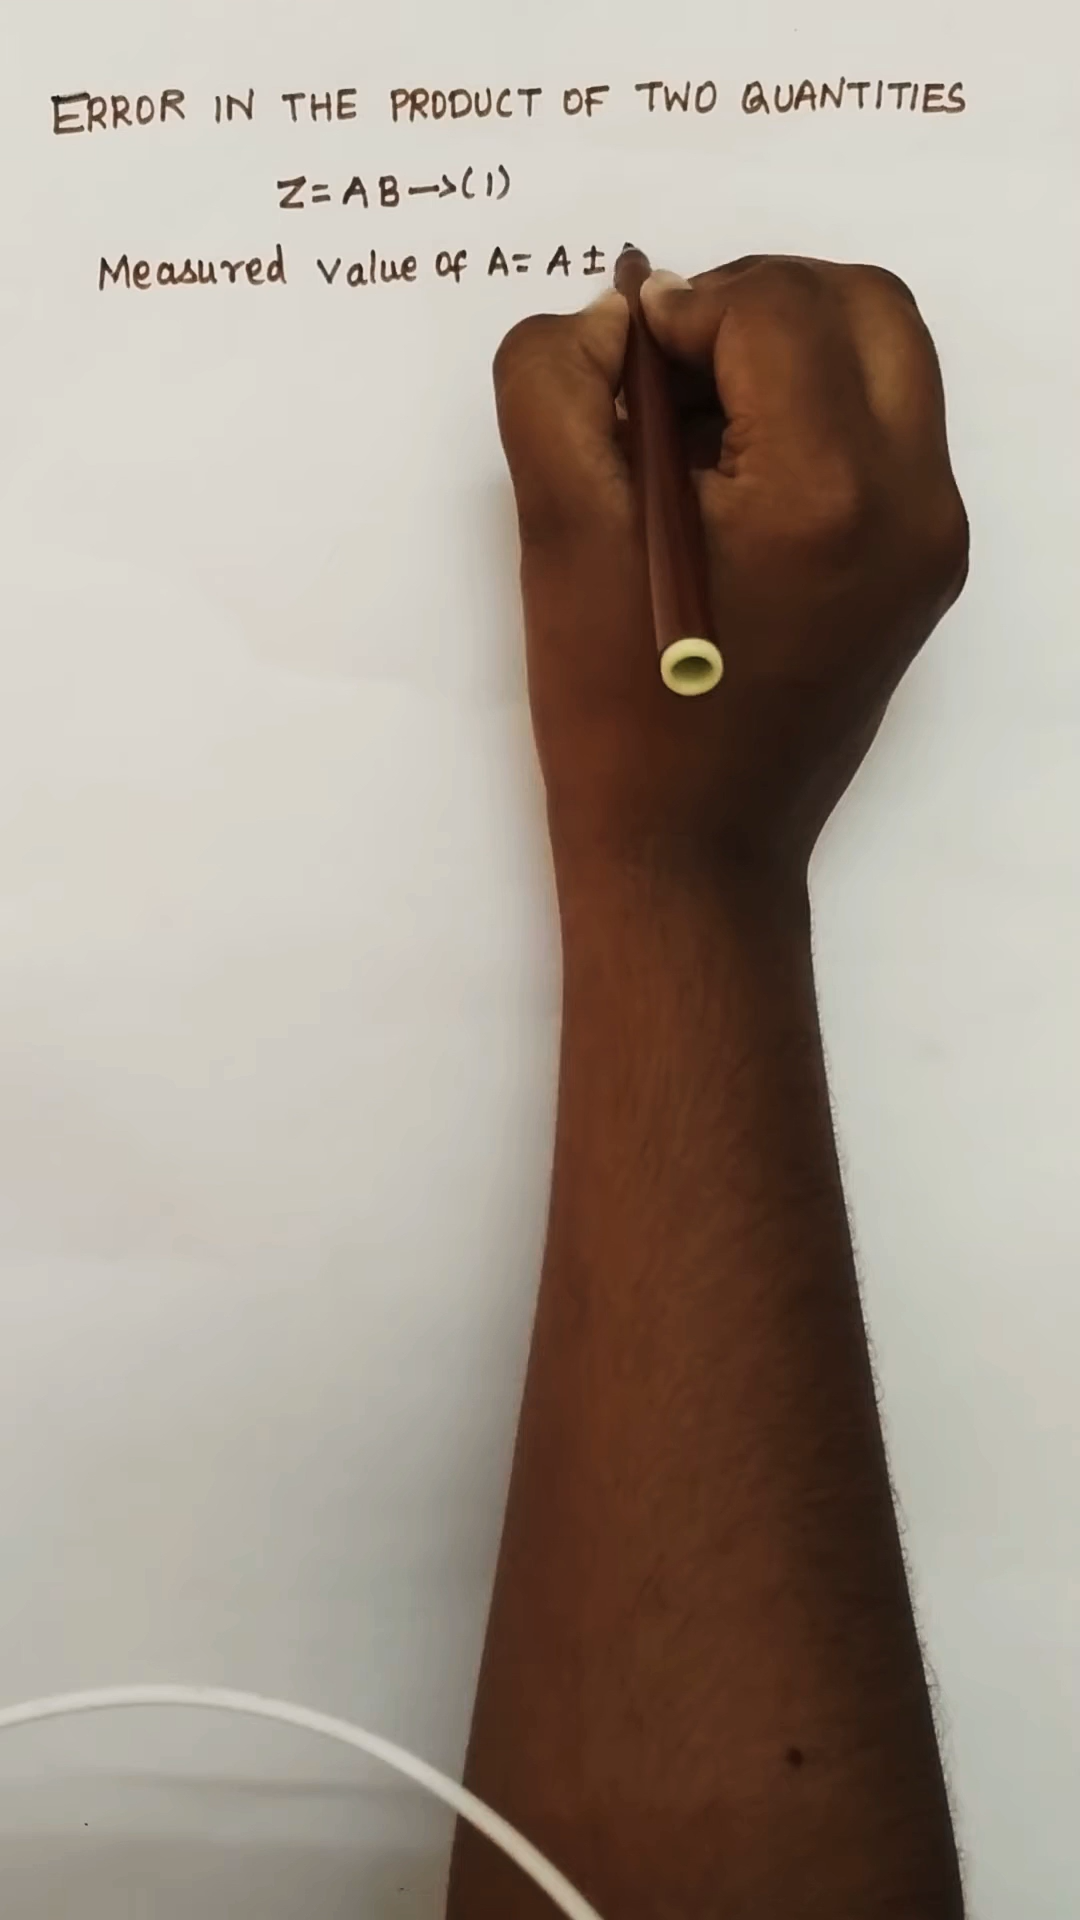 ERROR IN THE PRODUCT OF TWO QUANTITIES
Z=AB→(1)
Measured value of A= A ±